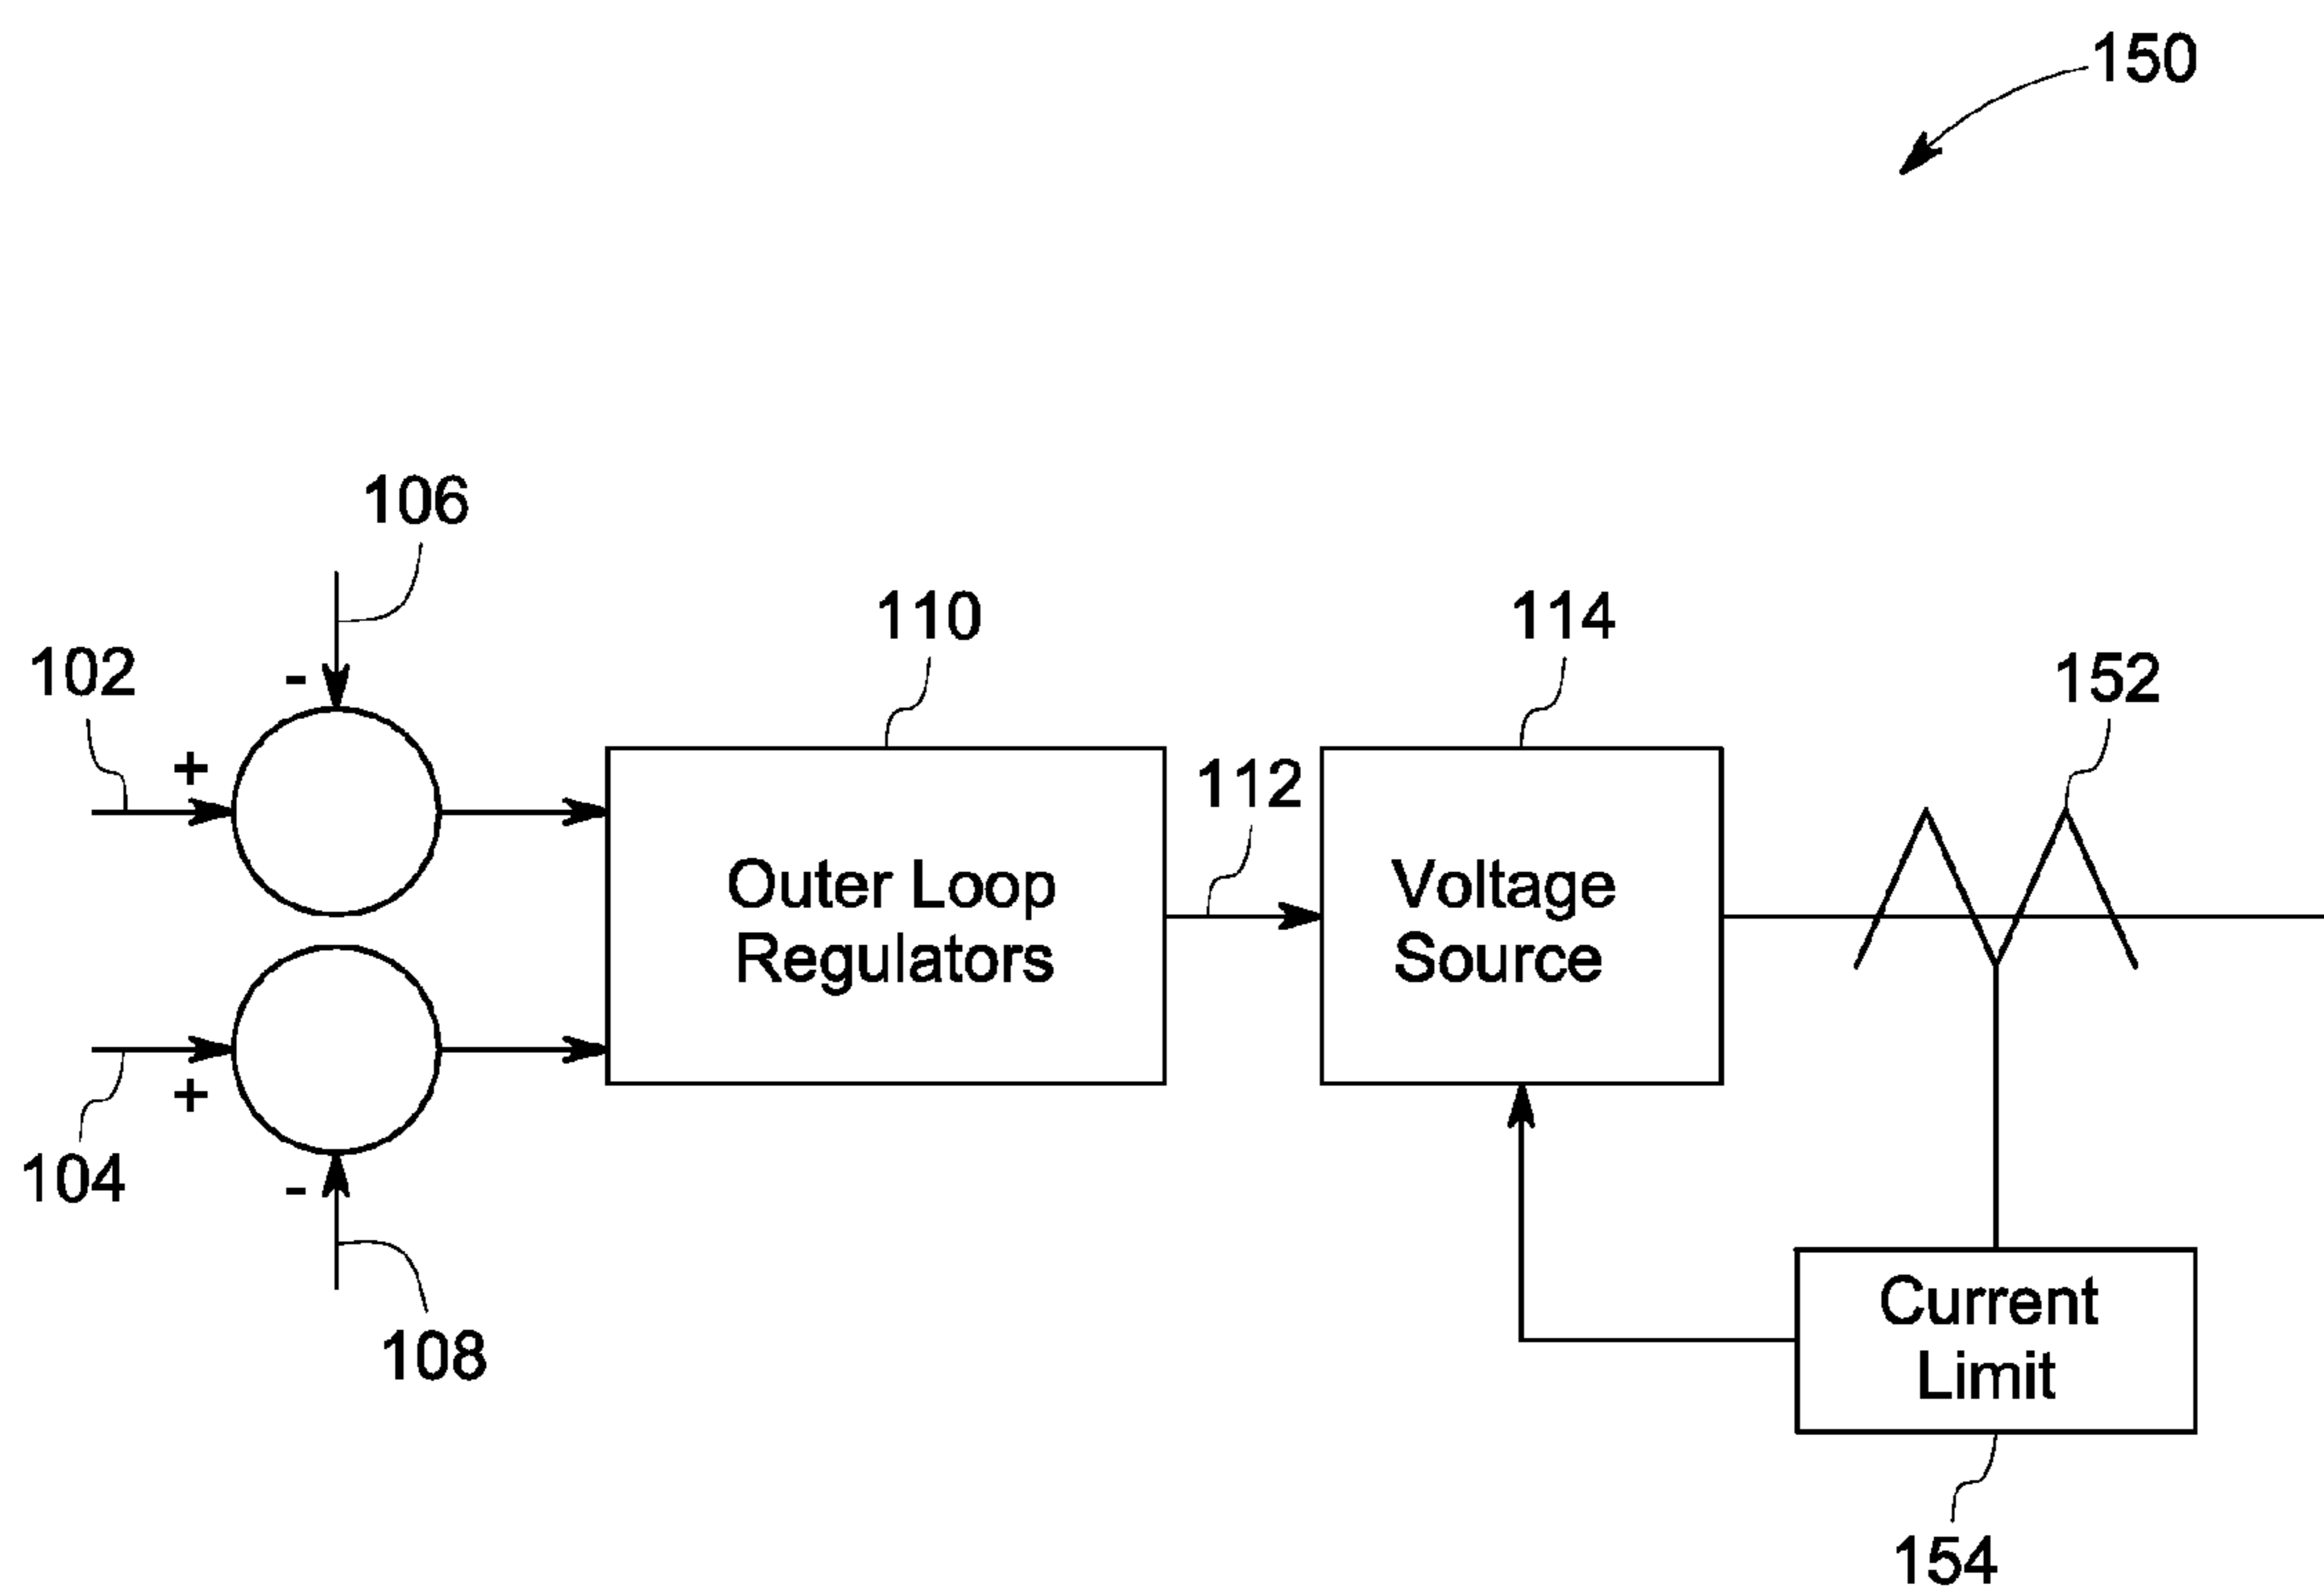 150
106
110
114
102
-
152
+
112
Outer Loop
Regulators
Voltage
Source
+
104
-
108
Current
Limit
154